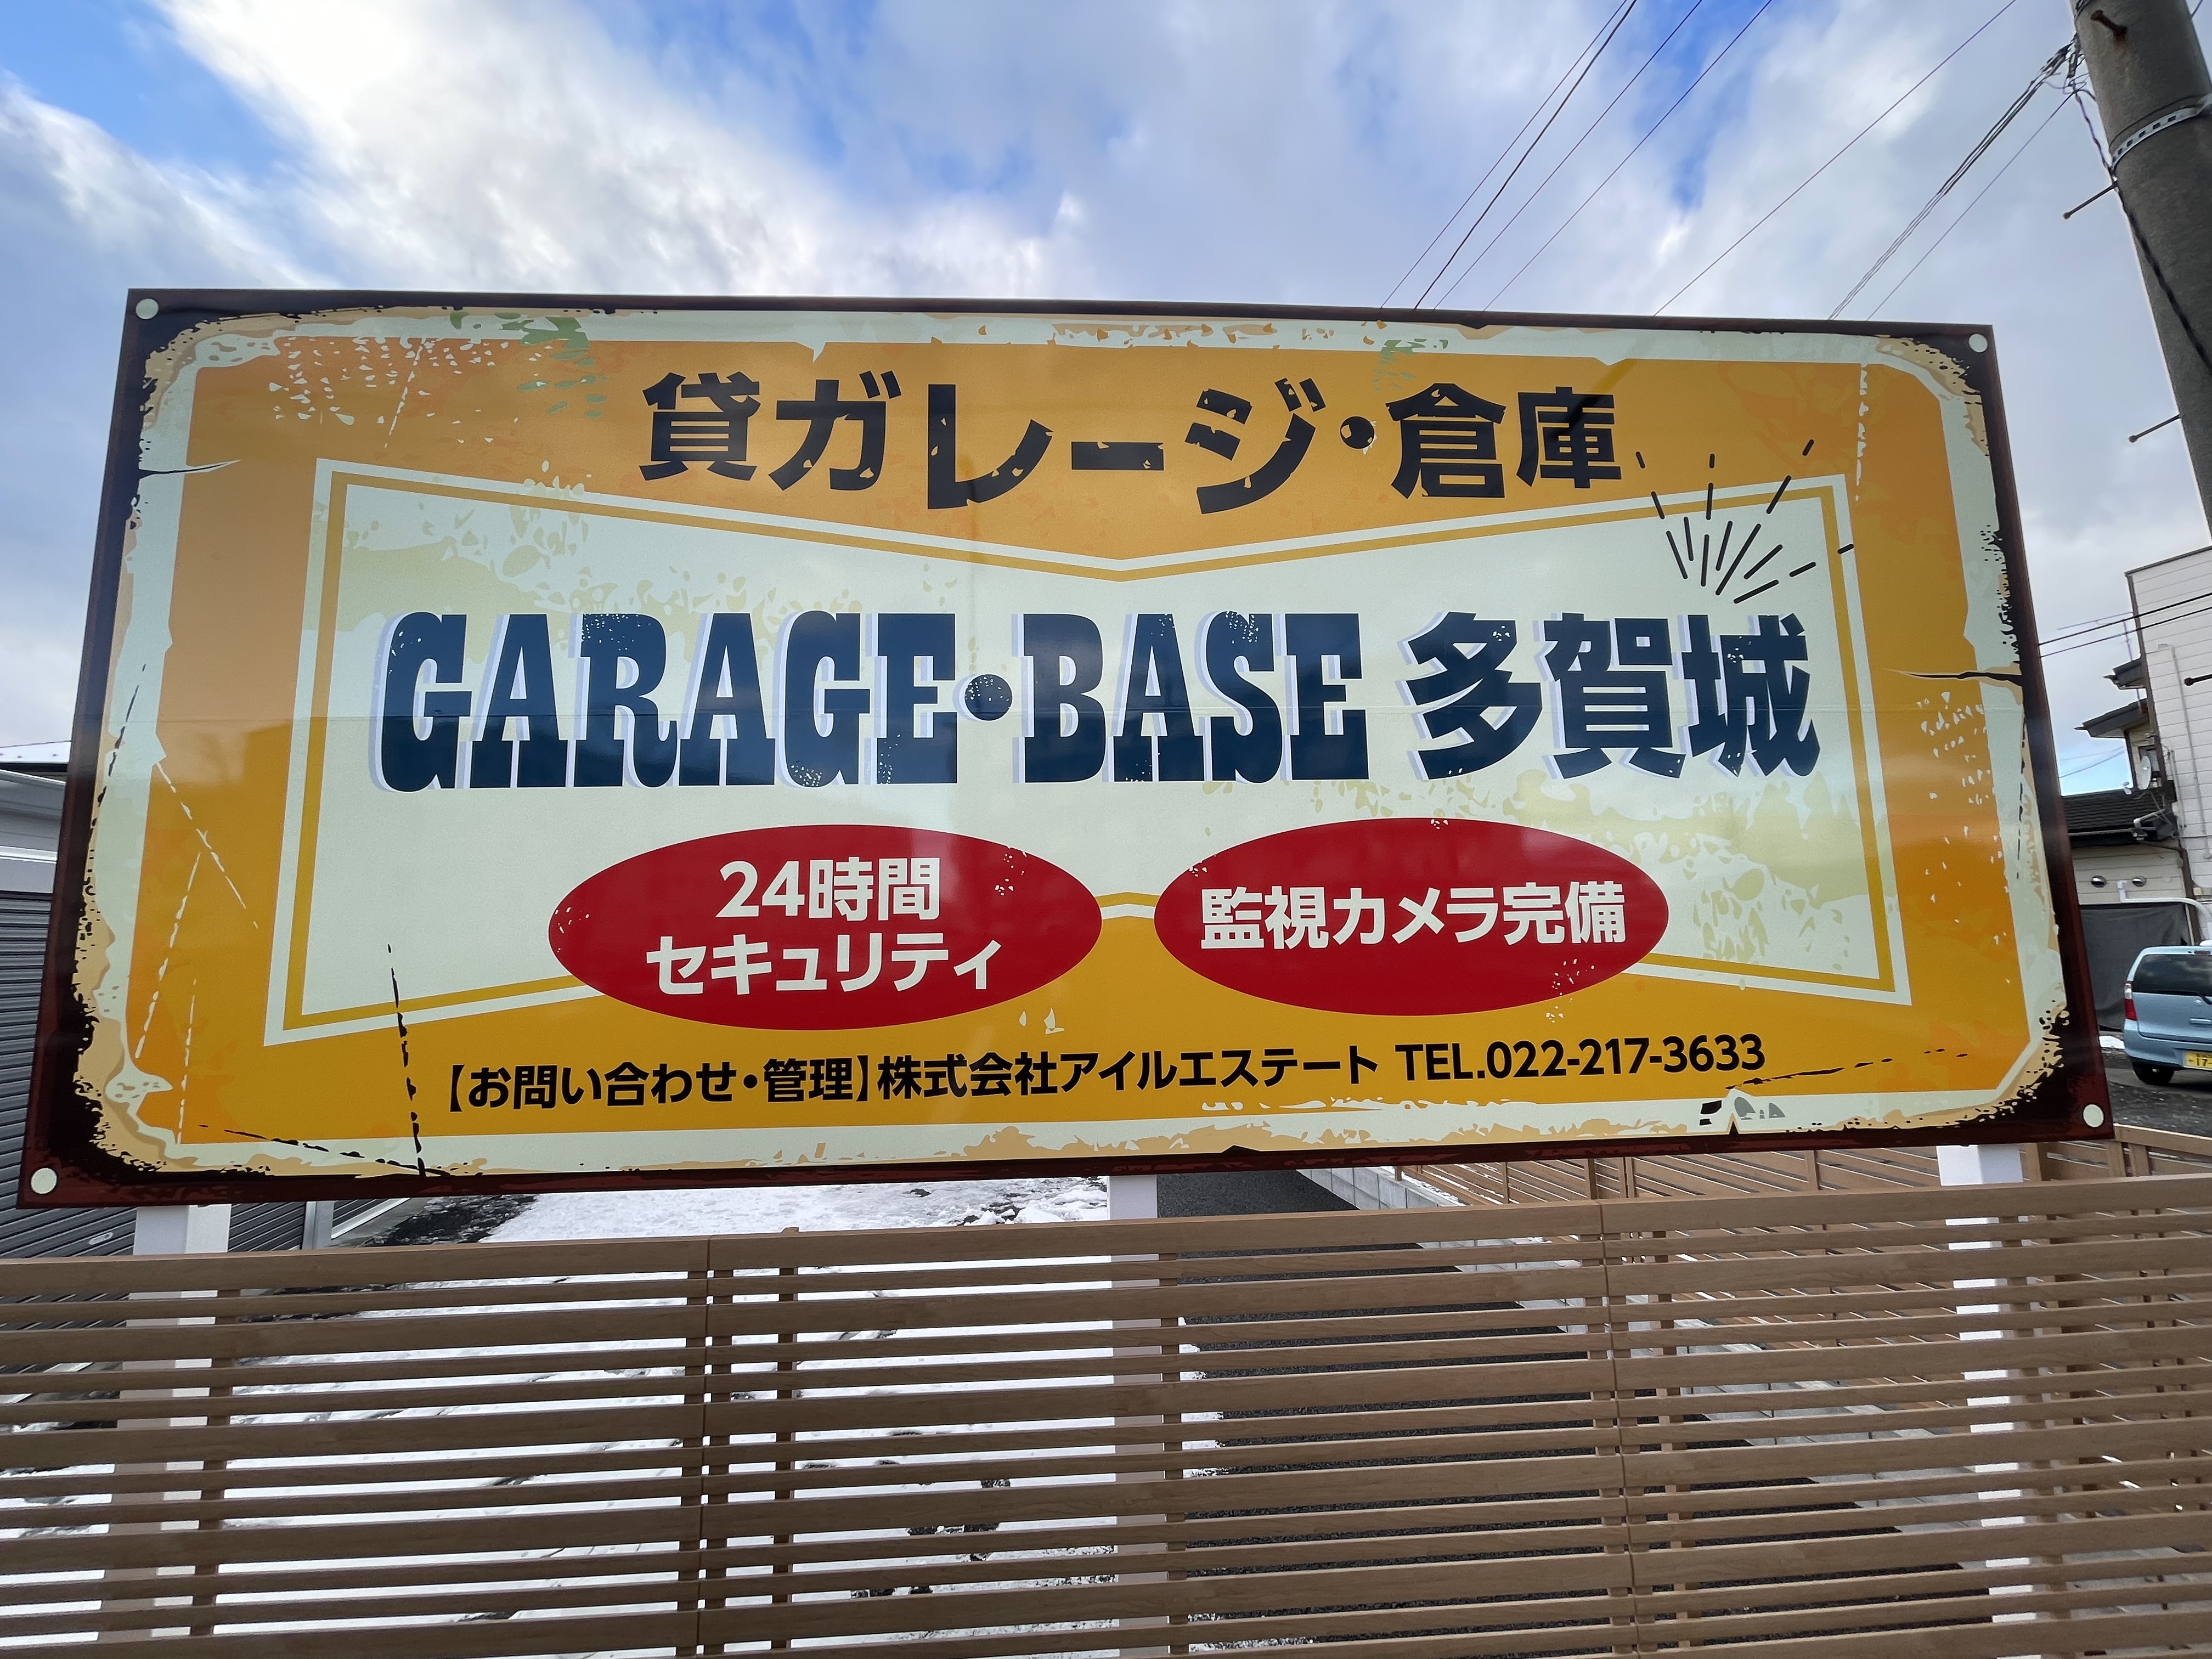 貸ガレージ・倉庫
GARAGE・BASE 多賀城
24時間
セキュリティ
監視カメラ完備
【お問い合わせ・管理】株式会社アイルエステート TEL.022-217-3633